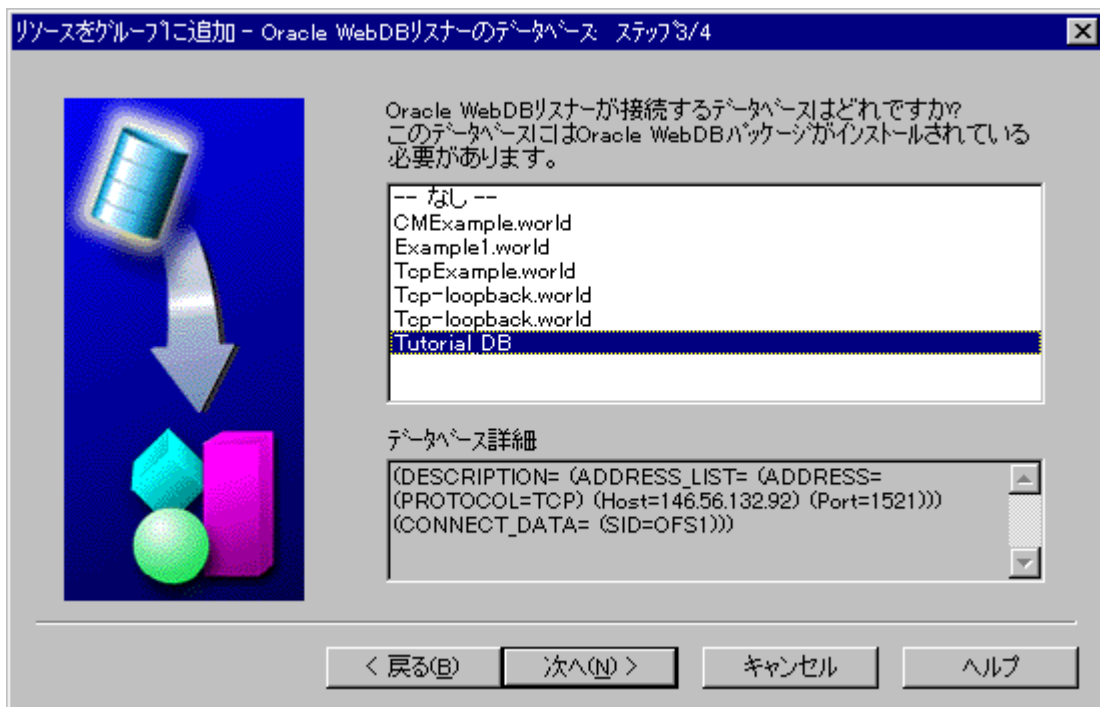 リソースをグループに追加 - Oracle WebDBリスナーのデータベース: ステップ3/4
Oracle WebDBリスナーが接続するデータベースはどれですか?
このデータベースにはOracle WebDBパッケージがインストールされている
必要があります。
-- なし --
CMExample.world
Example1.world
TcpExample.world
Tcp-loopback.world
Tcp-loopback.world
Tutorial_DB
データベース詳細
(DESCRIPTION= (ADDRESS_LIST= (ADDRESS=
(PROTOCOL=TCP) (Host=146.56.132.92) (Port=1521)))
(CONNECT_DATA= (SID=OFS1)))
< 戻る(B)
次へ(N) >
キャンセル
ヘルプ